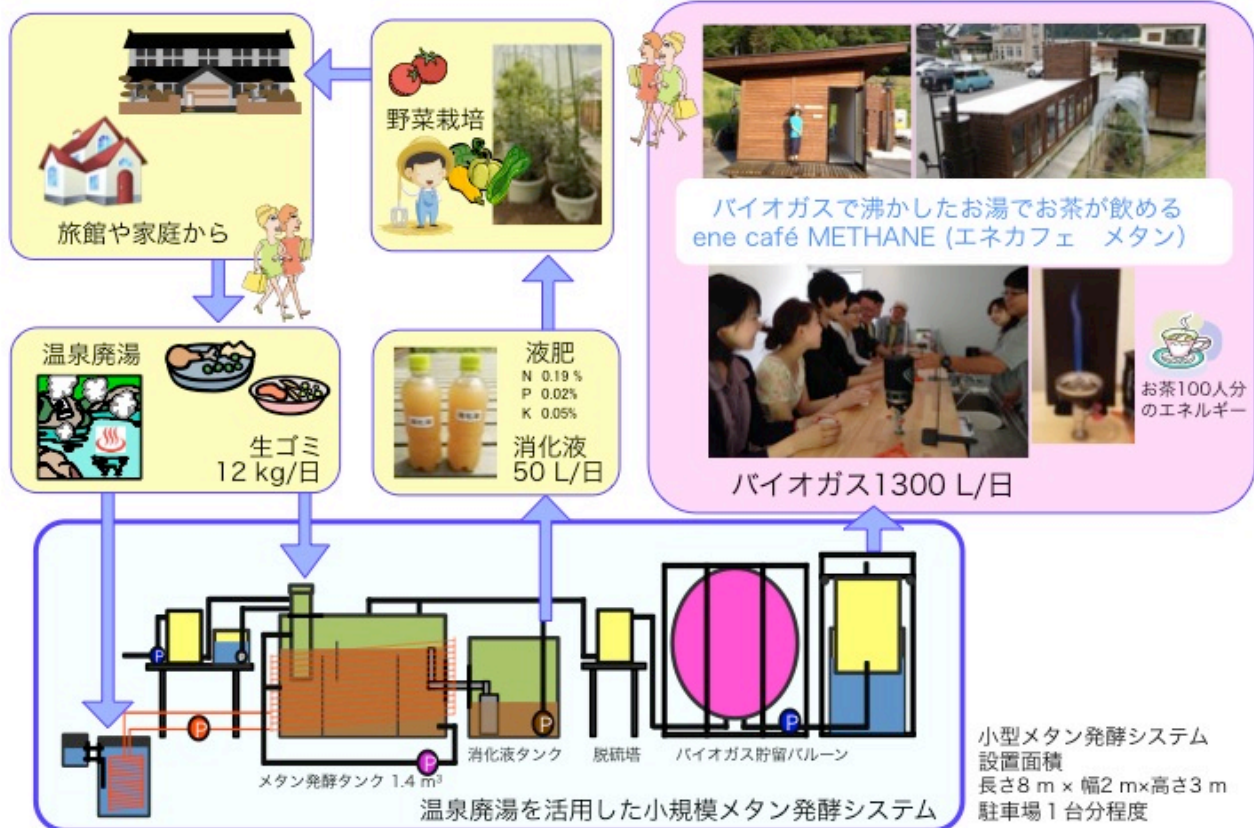 旅館や家庭から
野菜栽培
バイオガスで沸かしたお湯でお茶が飲める
ene café METHANE (エネカフェ　メタン）
お茶100人分
のエネルギー
バイオガス1300 L/日
温泉廃湯
生ゴミ
12 kg/日
液肥
N 0.19 %
P 0.02%
K 0.05%
消化液
50 L/日
P
P
P
P
P
メタン発酵タンク 1.4 m³
消化液タンク
脱硫塔
バイオガス貯留バルーン
温泉廃湯を活用した小規模メタン発酵システム
小型メタン発酵システム
設置面積
長さ8 m × 幅2 m×高さ3 m
駐車場１台分程度